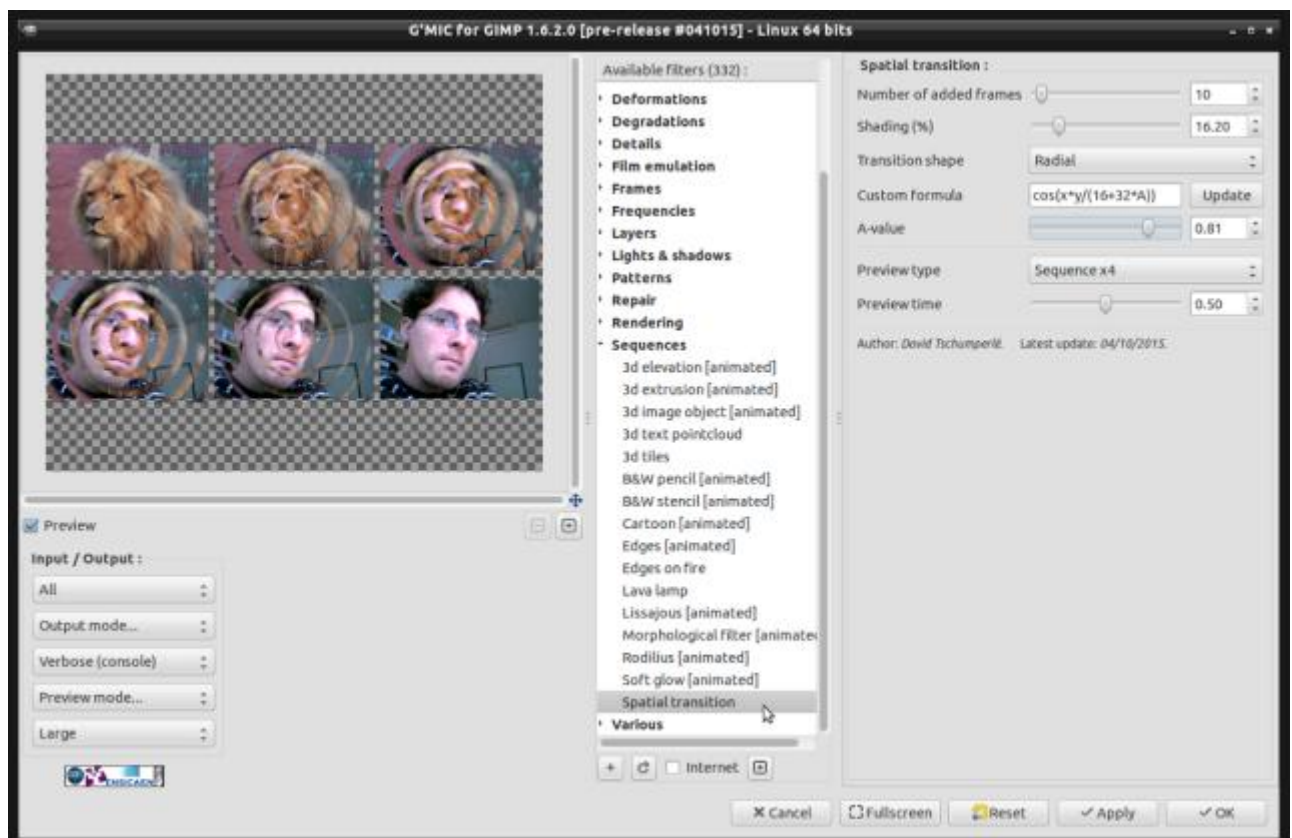 G'MIC for GIMP 1.6.2.0 [pre-release #041015] - Linux 64 bits
Available filters (332) :
Deformations
Degradations
Details
Film emulation
Frames
Frequencies
Layers
Lights & shadows
Patterns
Repair
Rendering
Sequences
3d elevation [animated]
3d extrusion [animated]
3d image object [animated]
3d text pointcloud
3d tiles
B&W pencil [animated]
B&W stencil [animated]
Cartoon [animated]
Edges [animated]
Edges on fire
Lava lamp
Lissajous [animated]
Morphological filter [animated
Rodilius [animated]
Soft glow [animated]
Spatial transition
Various
Internet
Spatial transition :
Number of added frames 10
Shading (%) 16.20
Transition shape Radial
Custom formula cos(x*y/(16+32*A)) Update
A-value 0.81
Preview type Sequence x4
Preview time 0.50
Author: David Tschumperlé. Latest update: 04/10/2015.
Preview
Input / Output :
All
Output mode...
Verbose (console)
Preview mode...
Large
ENSICAEN
Cancel Fullscreen Reset Apply OK